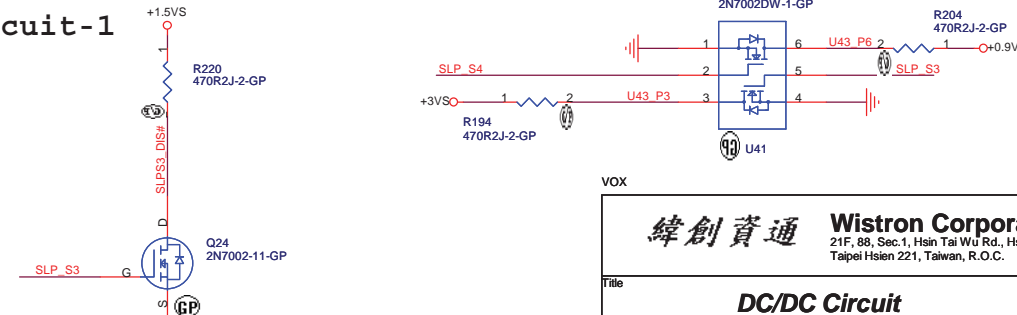 cuit-1
+1.5VS
1
R220
470R2J-2-GP
SLPS3_DIS#
D
Q24
2N7002-11-GP
SLP_S3
G
S
GP
2N7002DW-1-GP
R204
470R2J-2-GP
1
6
U43_P6
2
1
+0.9V
SLP_S4
2
5
SLP_S3
+3VS
1
2
U43_P3
3
4
R194
470R2J-2-GP
GP
U41
VOX
緯創資通
Wistron Corpora
21F, 88, Sec.1, Hsin Tai Wu Rd., Hs
Taipei Hsien 221, Taiwan, R.O.C.
Title
DC/DC Circuit